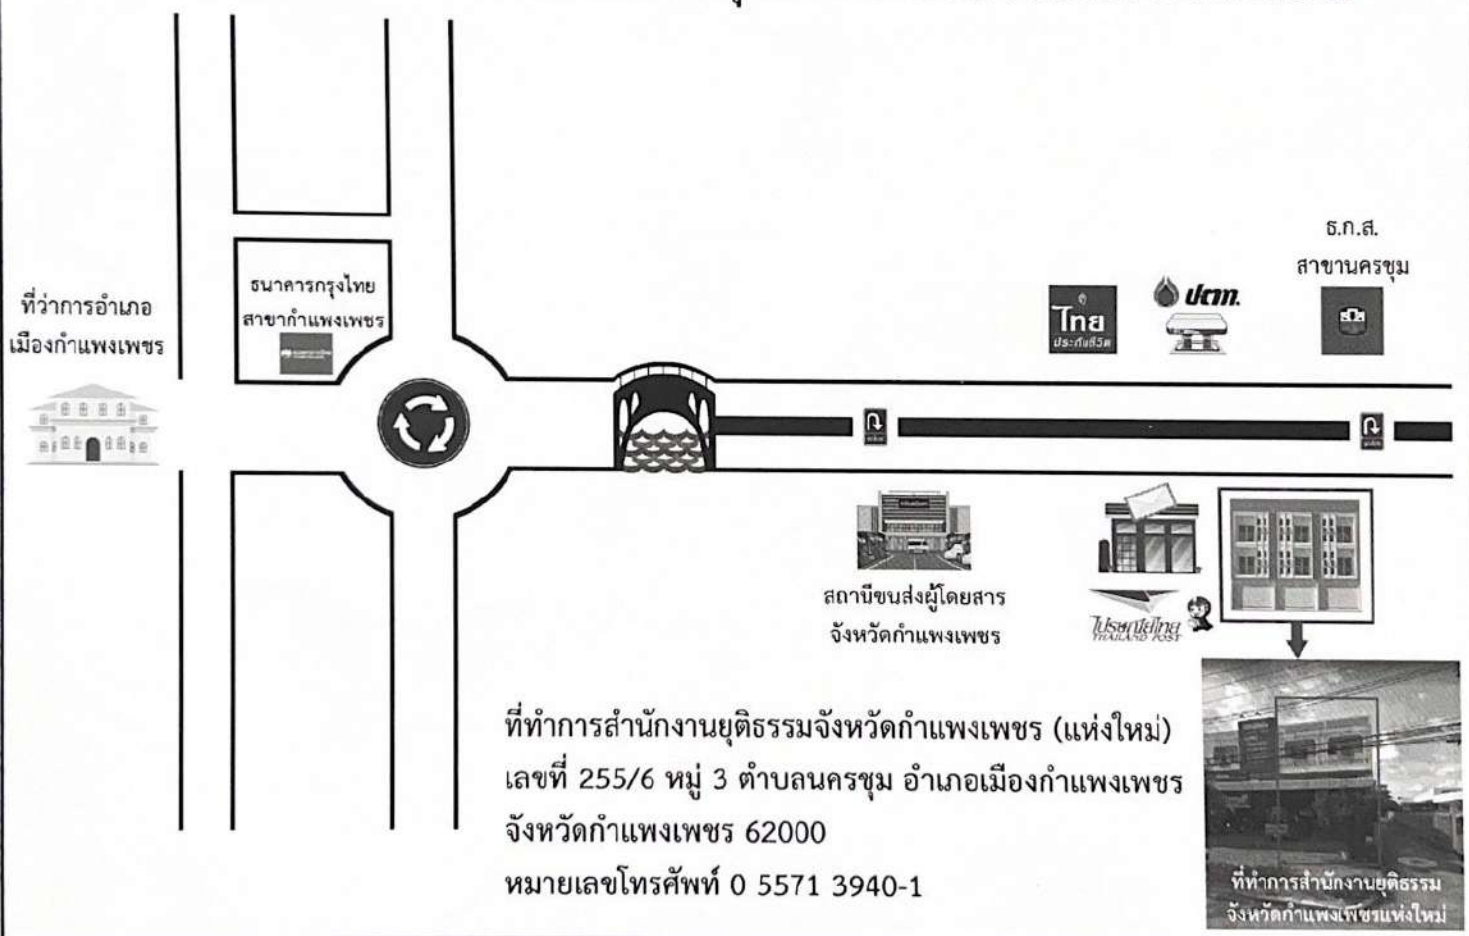 ธ.ก.ส.
สาขานครชุม
ธนาคารกรุงไทย
สาขากำแพงเพชร
ที่ว่าการอำเภอ
เมืองกำแพงเพชร
ไทย
ประกันชีวิต
ปตท.
สถานีขนส่งผู้โดยสาร
จังหวัดกำแพงเพชร
ไปรษณีย์ไทย
THAILAND POST
ที่ทำการสำนักงานยุติธรรมจังหวัดกำแพงเพชร (แห่งใหม่)
เลขที่ 255/6 หมู่ 3 ตำบลนครชุม อำเภอเมืองกำแพงเพชร
จังหวัดกำแพงเพชร 62000
หมายเลขโทรศัพท์ 0 5571 3940-1
ที่ทำการสำนักงานยุติธรรม
จังหวัดกำแพงเพชรแห่งใหม่